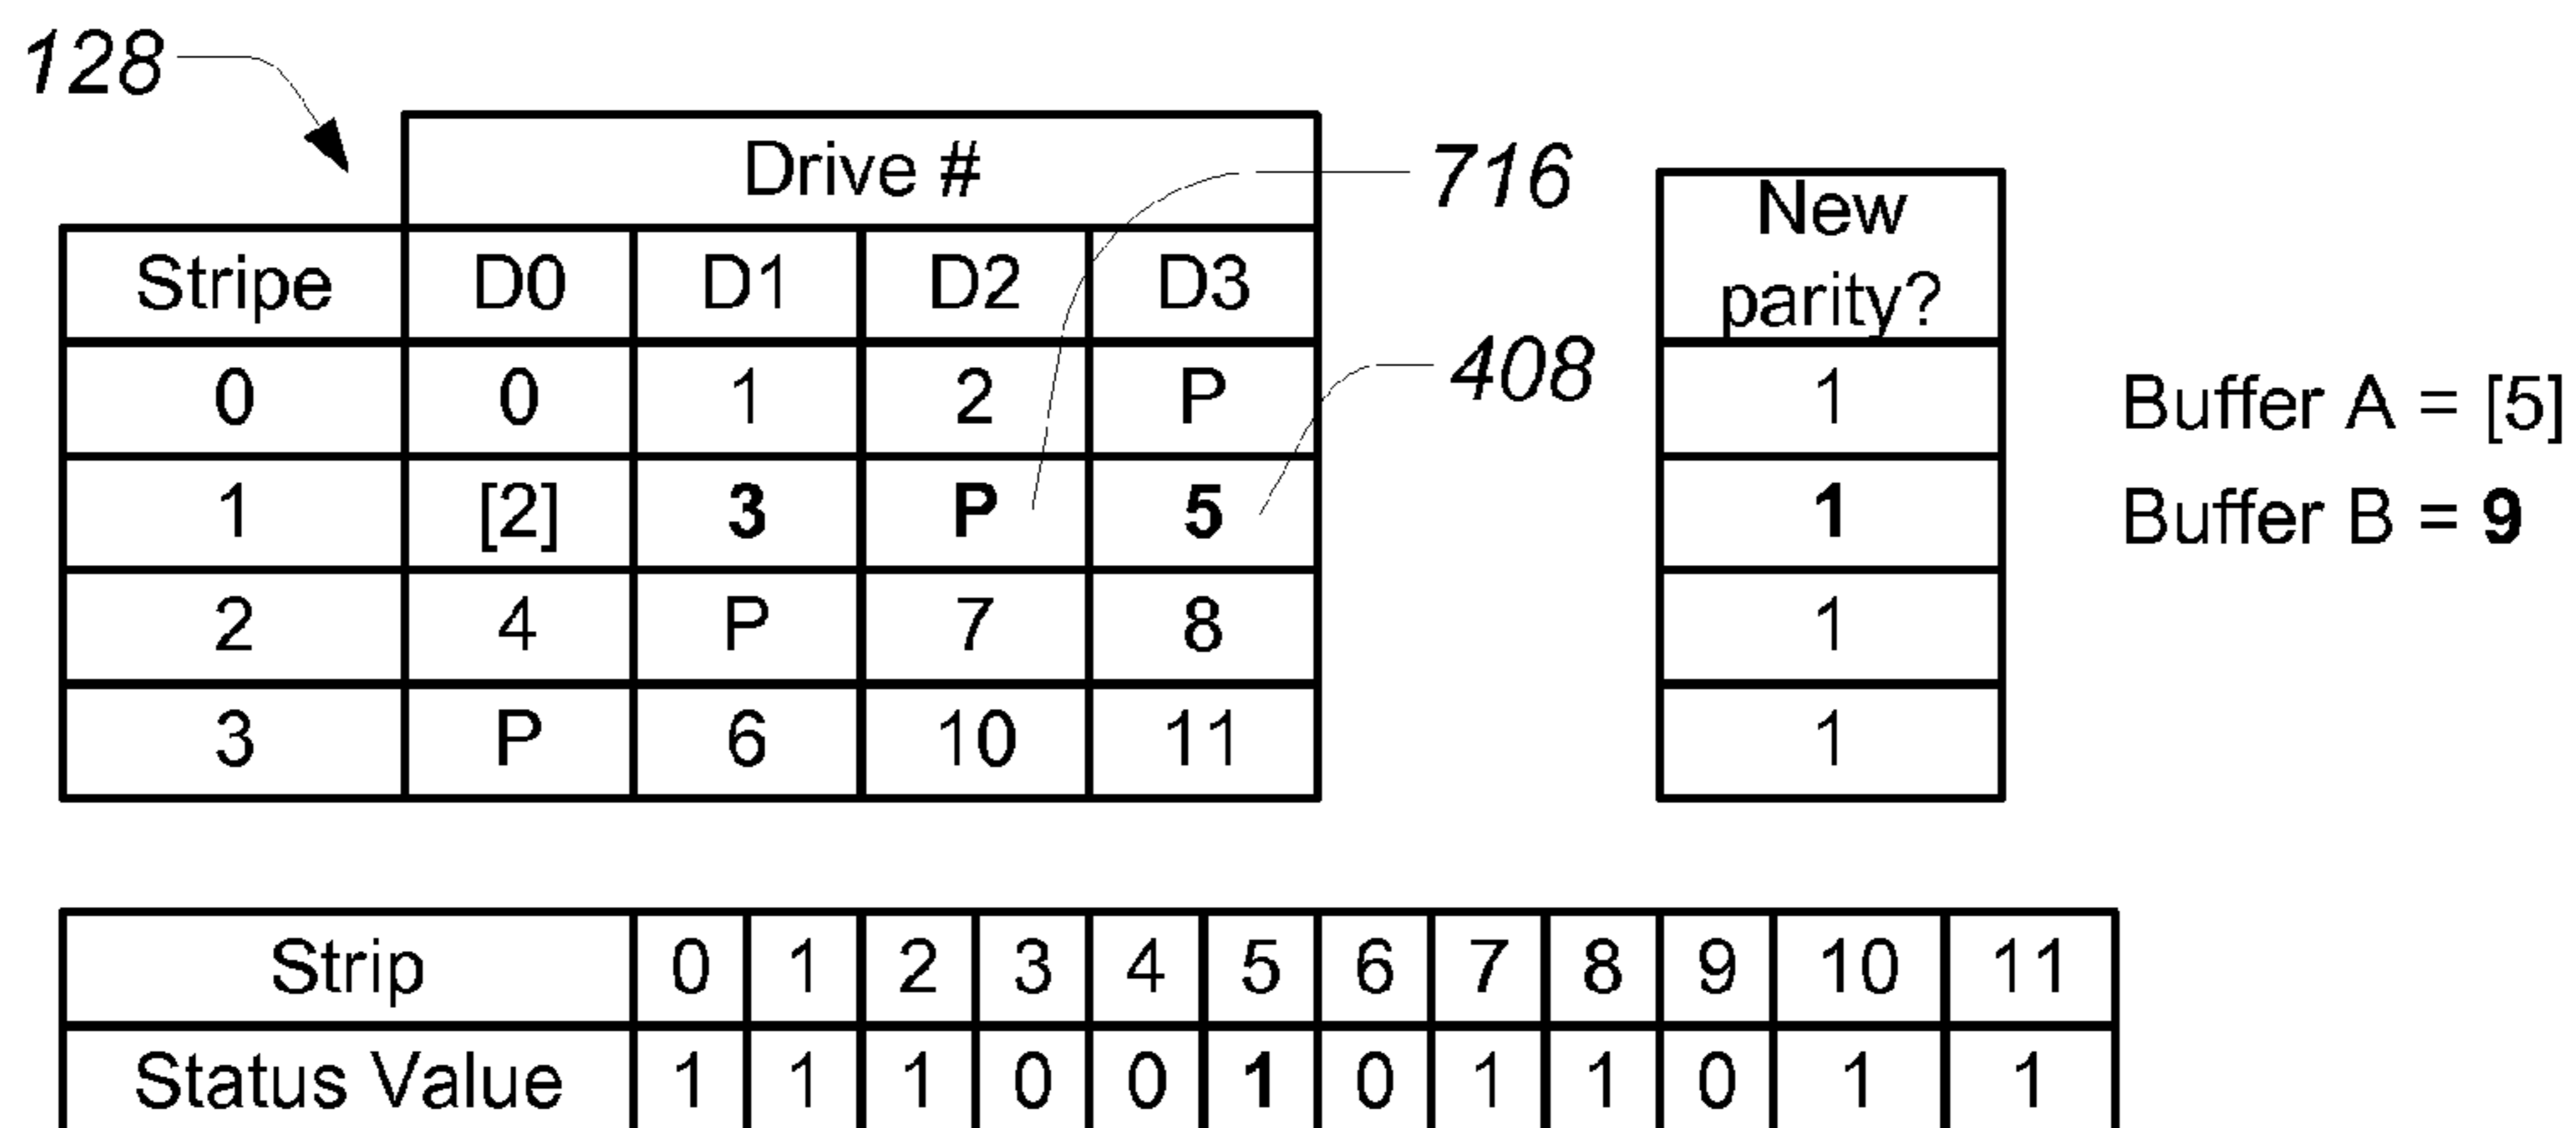 128
Drive #
716
Stripe D0 D1 D2 D3
New
parity?
408
0 0 1 2 P 1 Buffer A = [5]
1 [2] 3 P 5 1 Buffer B = 9
2 4 P 7 8 1
3 P 6 10 11 1
Strip 0 1 2 3 4 5 6 7 8 9 10 11
Status Value 1 1 1 0 0 1 0 1 1 0 1 1